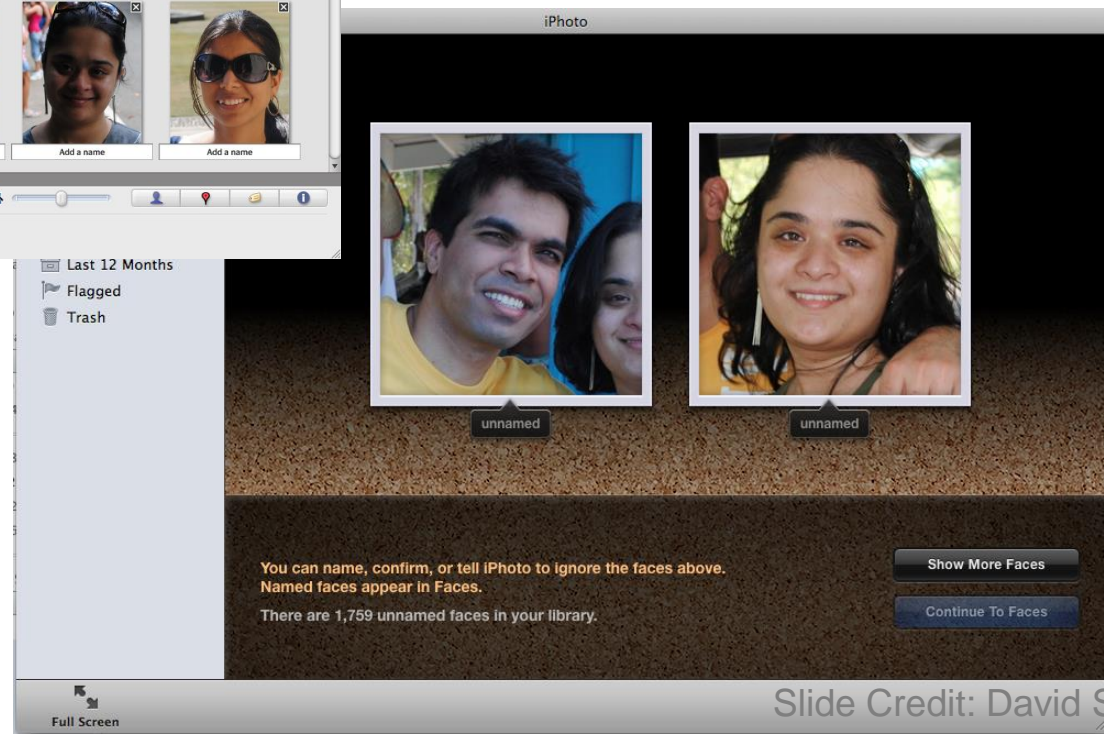 iPhoto
Add a name
Add a name
Last 12 Months
Flagged
Trash
unnamed
unnamed
You can name, confirm, or tell iPhoto to ignore the faces above.
Named faces appear in Faces.
There are 1,759 unnamed faces in your library.
Show More Faces
Continue To Faces
Full Screen
Slide Credit: David S